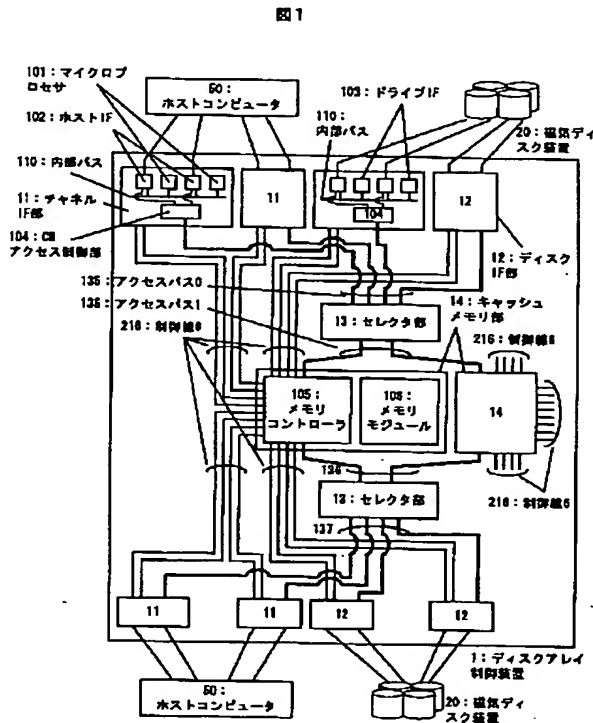 図1
101：マイクロプ
ロセサ
102：ホストIF
110：内部パス
11：チャネル
IF部
104：CM
アクセス制御部
50：
ホストコンピュータ
110：
内部パス
103：ドライブIF
20：磁気ディ
スク装置
11
104
12
12：ディスク
IF部
135：アクセスパス0
136：アクセスパス1
216：制御線6
13：セレクタ部
14：キャッシュ
メモリ部
216：制御線6
105：
メモリ
コントローラ
106：
メモリ
モジュール
14
136
13：セレクタ部
137
216：制御線6
11
11
12
12
1：ディスクアレイ
制御装置
50：
ホストコンピュータ
20：磁気ディ
スク装置